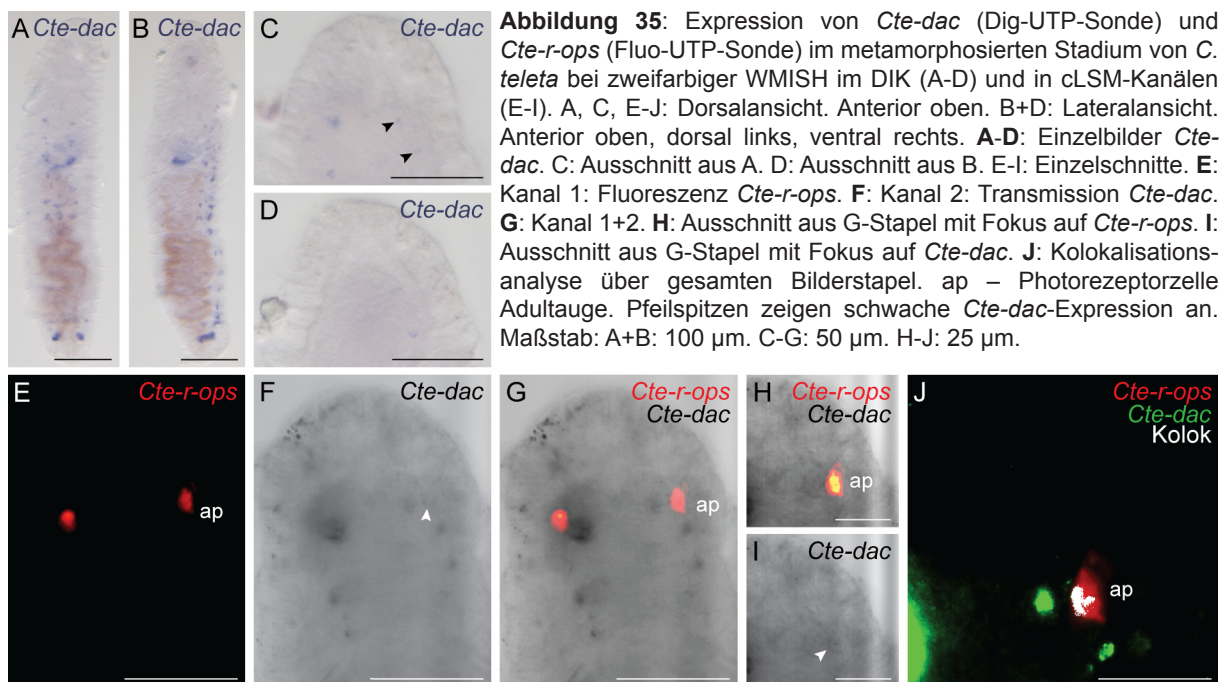 A Cte-dac
B Cte-dac
C Cte-dac
D Cte-dac
Abbildung 35: Expression von Cte-dac (Dig-UTP-Sonde) und
Cte-r-ops (Fluo-UTP-Sonde) im metamorphosierten Stadium von C.
teleta bei zweifarbiger WMISH im DIK (A-D) und in cLSM-Kanälen
(E-I). A, C, E-J: Dorsalansicht. Anterior oben. B+D: Lateralansicht.
Anterior oben, dorsal links, ventral rechts. A-D: Einzelbilder Cte-
dac. C: Ausschnitt aus A. D: Ausschnitt aus B. E-I: Einzelschnitte. E:
Kanal 1: Fluoreszenz Cte-r-ops. F: Kanal 2: Transmission Cte-dac.
G: Kanal 1+2. H: Ausschnitt aus G-Stapel mit Fokus auf Cte-r-ops. I:
Ausschnitt aus G-Stapel mit Fokus auf Cte-dac. J: Kolokalisations-
analyse über gesamten Bilderstapel. ap – Photorezeptorzelle
Adultauge. Pfeilspitzen zeigen schwache Cte-dac-Expression an.
Maßstab: A+B: 100 µm. C-G: 50 µm. H-J: 25 µm.
E Cte-r-ops
ap
F Cte-dac
G Cte-r-ops
Cte-dac
ap
H Cte-r-ops
Cte-dac
ap
I Cte-dac
J Cte-r-ops
Cte-dac
Kolok
ap